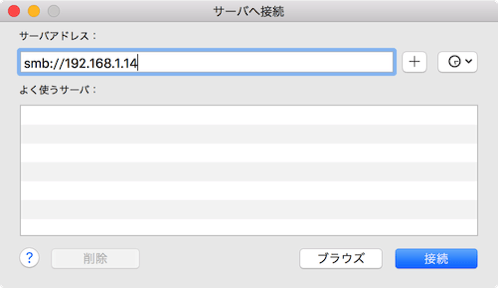 サーバへ接続
サーバアドレス：
smb://192.168.1.14
よく使うサーバ：
? 削除 ブラウズ 接続